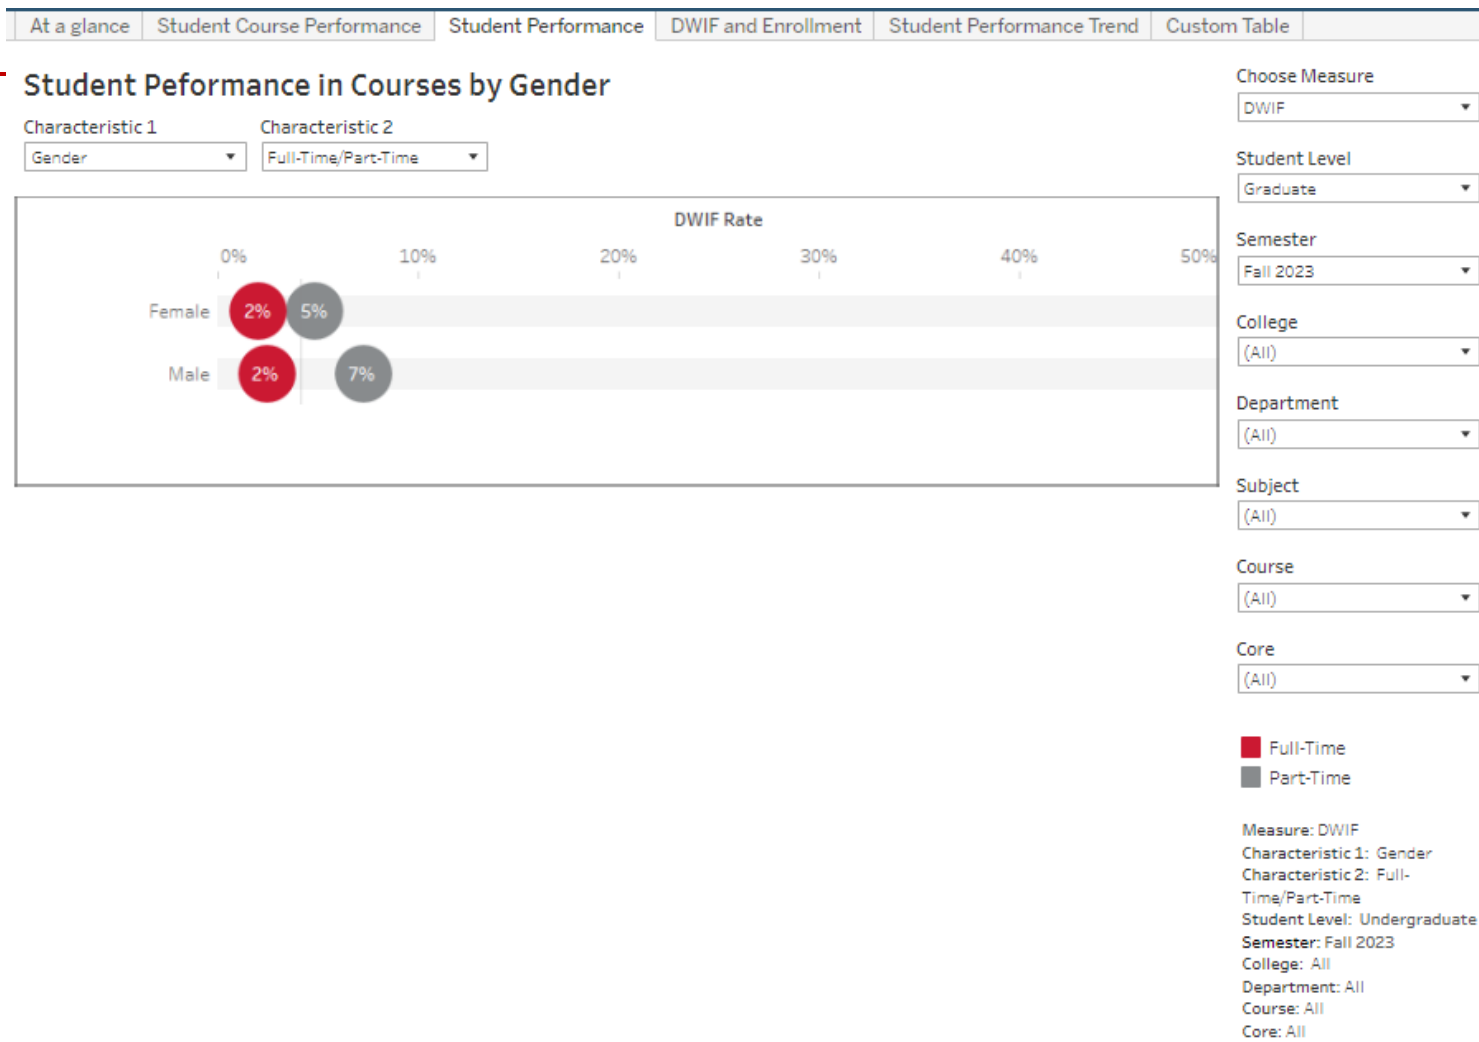 At a glance Student Course Performance Student Performance DWIF and Enrollment Student Performance Trend Custom Table
Student Peformance in Courses by Gender
Characteristic 1 Characteristic 2
Gender Full-Time/Part-Time
DWIF Rate
0% 10% 20% 30% 40% 50%
Female 2% 5%
Male 2% 7%
Choose Measure
DWIF
Student Level
Graduate
Semester
Fall 2023
College
(All)
Department
(All)
Subject
(All)
Course
(All)
Core
(All)
Full-Time
Part-Time
Measure: DWIF
Characteristic 1: Gender
Characteristic 2: Full-
Time/Part-Time
Student Level: Undergraduate
Semester: Fall 2023
College: All
Department: All
Course: All
Core: All